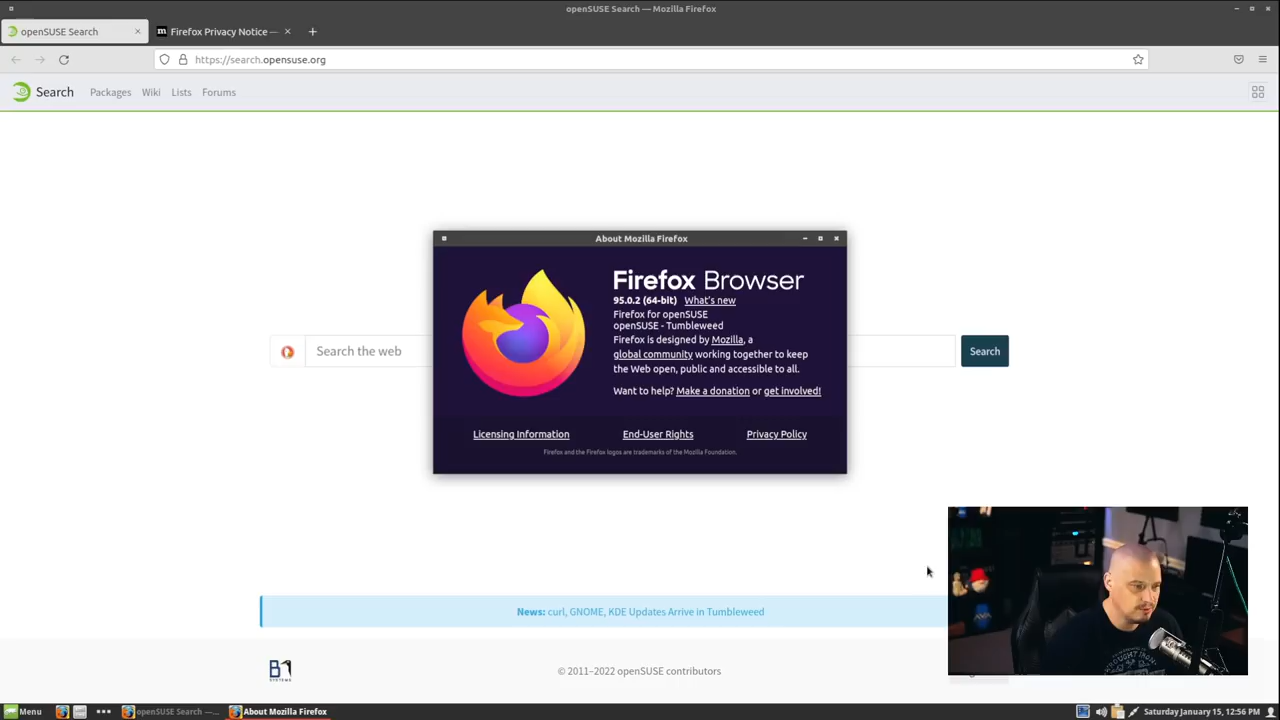 openSUSE Search — Mozilla Firefox
openSUSE Search
Firefox Privacy Notice —
https://search.opensuse.org
Search Packages Wiki Lists Forums
About Mozilla Firefox
Firefox Browser
95.0.2 (64-bit) What's new
Firefox for openSUSE
openSUSE - Tumbleweed
Firefox is designed by Mozilla, a
global community working together to keep
the Web open, public and accessible to all.
Want to help? Make a donation or get involved!
Licensing Information End-User Rights Privacy Policy
Firefox and the Firefox logos are trademarks of the Mozilla Foundation.
Search the web
Search
News: curl, GNOME, KDE Updates Arrive in Tumbleweed
B1
SYSTEMS
© 2011–2022 openSUSE contributors
Menu openSUSE Search —... About Mozilla Firefox Saturday January 15, 12:56 PM